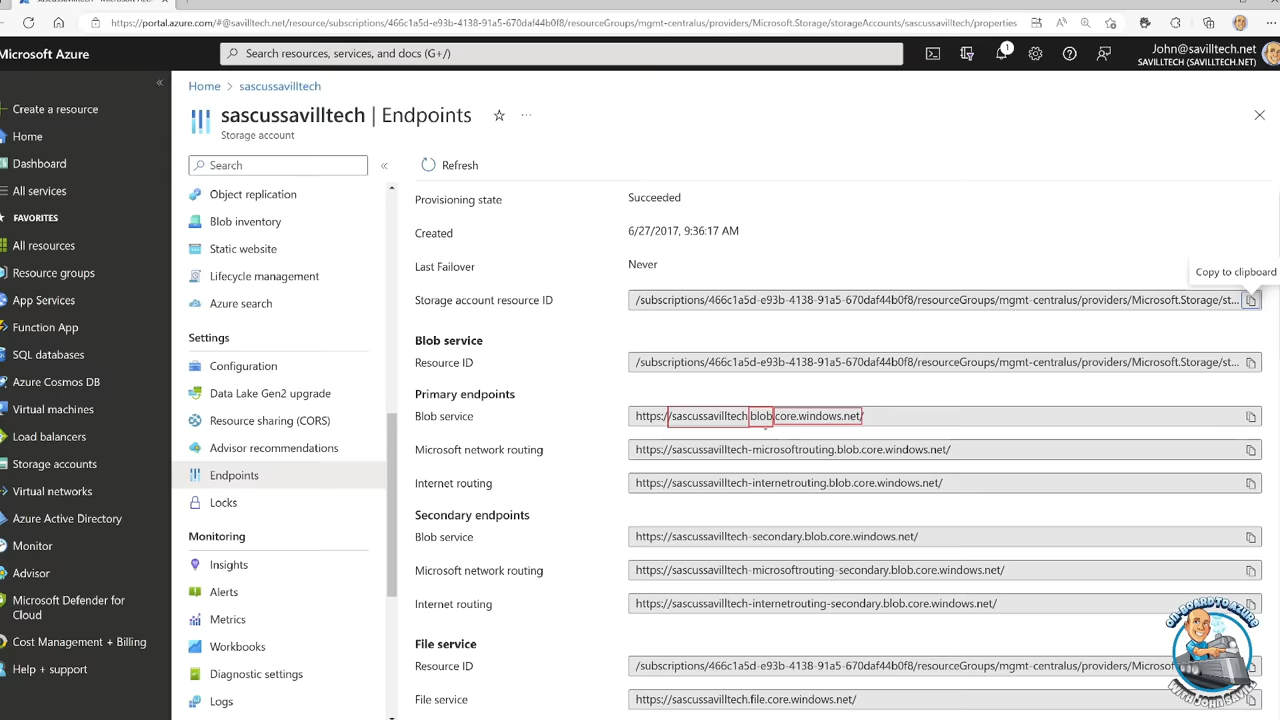 https://portal.azure.com/#@savilltech.net/resource/subscriptions/466c1a5d-e93b-4138-91a5-670daf44b0f8/resourceGroups/mgmt-centralus/providers/Microsoft.Storage/storageAccounts/sascussavilltech/properties
Microsoft Azure
Search resources, services, and docs (G+/)
1
John@savilltech.net
SAVILLTECH (SAVILLTECH.NET)
Create a resource
Home
Dashboard
All services
FAVORITES
All resources
Resource groups
App Services
Function App
SQL databases
Azure Cosmos DB
Virtual machines
Load balancers
Storage accounts
Virtual networks
Azure Active Directory
Monitor
Advisor
Microsoft Defender for
Cloud
Cost Management + Billing
Help + support
Home > sascussavilltech
sascussavilltech | Endpoints
Storage account
Search
Object replication
Blob inventory
Static website
Lifecycle management
Azure search
Settings
Configuration
Data Lake Gen2 upgrade
Resource sharing (CORS)
Advisor recommendations
Endpoints
Locks
Monitoring
Insights
Alerts
Metrics
Workbooks
Diagnostic settings
Logs
Refresh
Provisioning state Succeeded
Created 6/27/2017, 9:36:17 AM
Last Failover Never
Copy to clipboard
Storage account resource ID /subscriptions/466c1a5d-e93b-4138-91a5-670daf44b0f8/resourceGroups/mgmt-centralus/providers/Microsoft.Storage/st...
Blob service
Resource ID /subscriptions/466c1a5d-e93b-4138-91a5-670daf44b0f8/resourceGroups/mgmt-centralus/providers/Microsoft.Storage/st...
Primary endpoints
Blob service https://sascussavilltech.blob.core.windows.net/
Microsoft network routing https://sascussavilltech-microsoftrouting.blob.core.windows.net/
Internet routing https://sascussavilltech-internetrouting.blob.core.windows.net/
Secondary endpoints
Blob service https://sascussavilltech-secondary.blob.core.windows.net/
Microsoft network routing https://sascussavilltech-microsoftrouting-secondary.blob.core.windows.net/
Internet routing https://sascussavilltech-internetrouting-secondary.blob.core.windows.net/
File service
Resource ID /subscriptions/466c1a5d-e93b-4138-91a5-670daf44b0f8/resourceGroups/mgmt-centralus/providers/Microsoft
File service https://sascussavilltech.file.core.windows.net/
ON-BOARD TO AZURE
WITH JOHN SAVILL